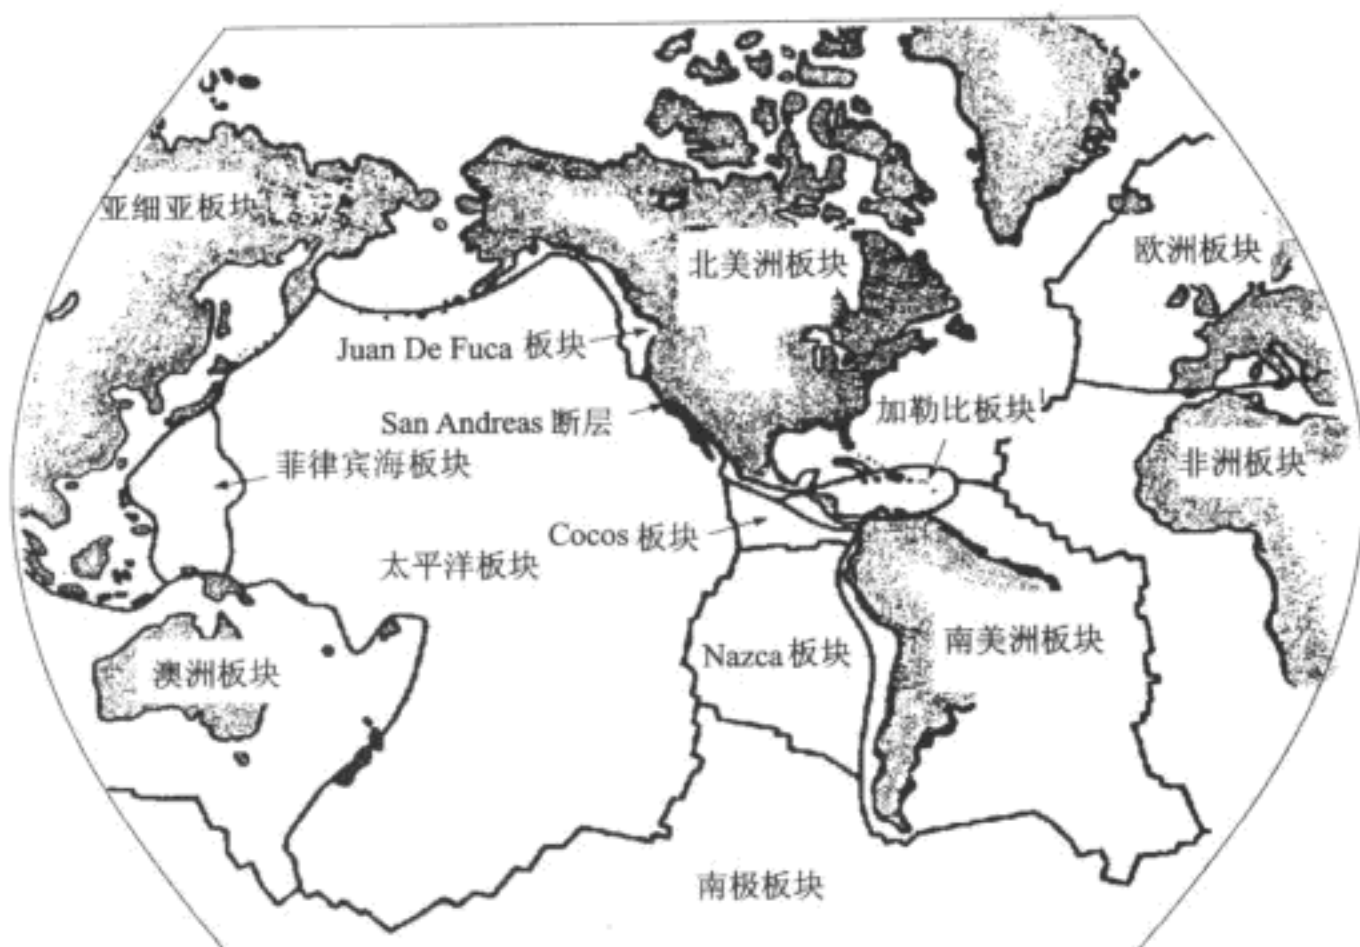 亚细亚板块
北美洲板块
欧洲板块
Juan De Fuca 板块
San Andreas 断层
加勒比板块
菲律宾海板块
非洲板块
Cocos 板块
太平洋板块
Nazca 板块
南美洲板块
澳洲板块
南极板块